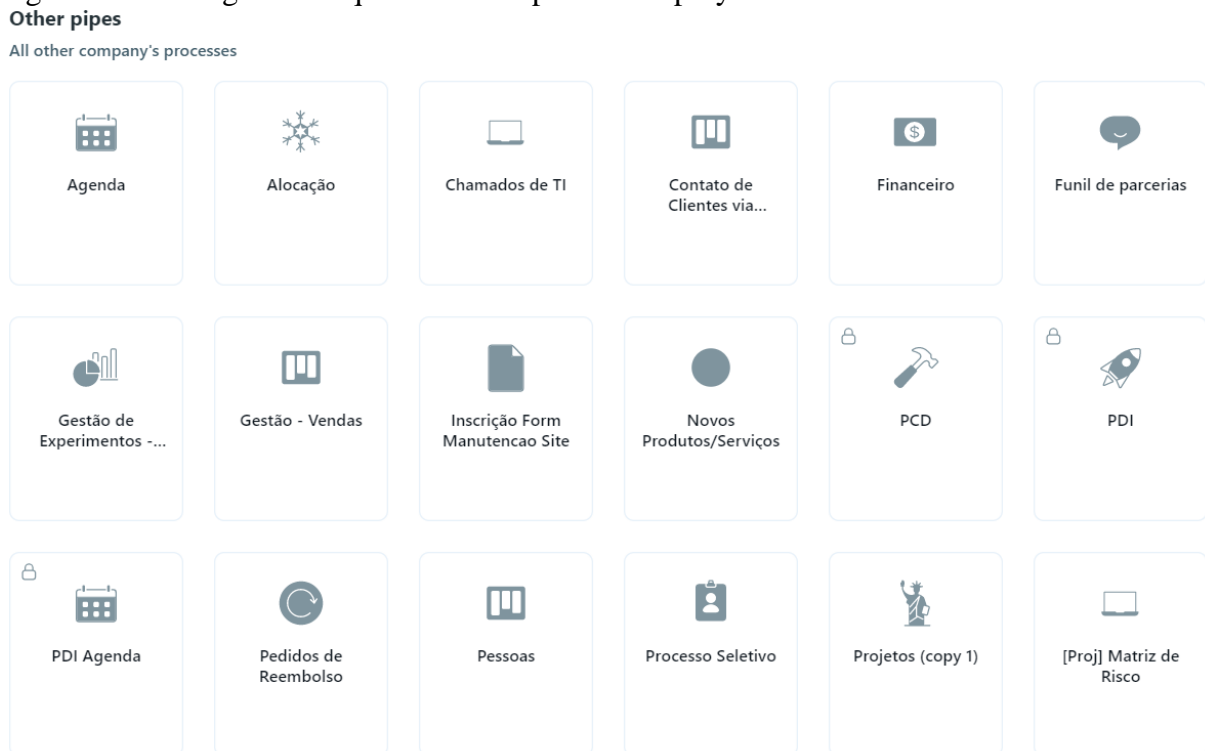 Other pipes
All other company's processes
Agenda
Alocação
Chamados de TI
Contato de
Clientes via...
Financeiro
Funil de parcerias
Gestão de
Experimentos -...
Gestão - Vendas
Inscrição Form
Manutencao Site
Novos
Produtos/Serviços
PCD
PDI
PDI Agenda
Pedidos de
Reembolso
Pessoas
Processo Seletivo
Projetos (copy 1)
[Proj] Matriz de
Risco